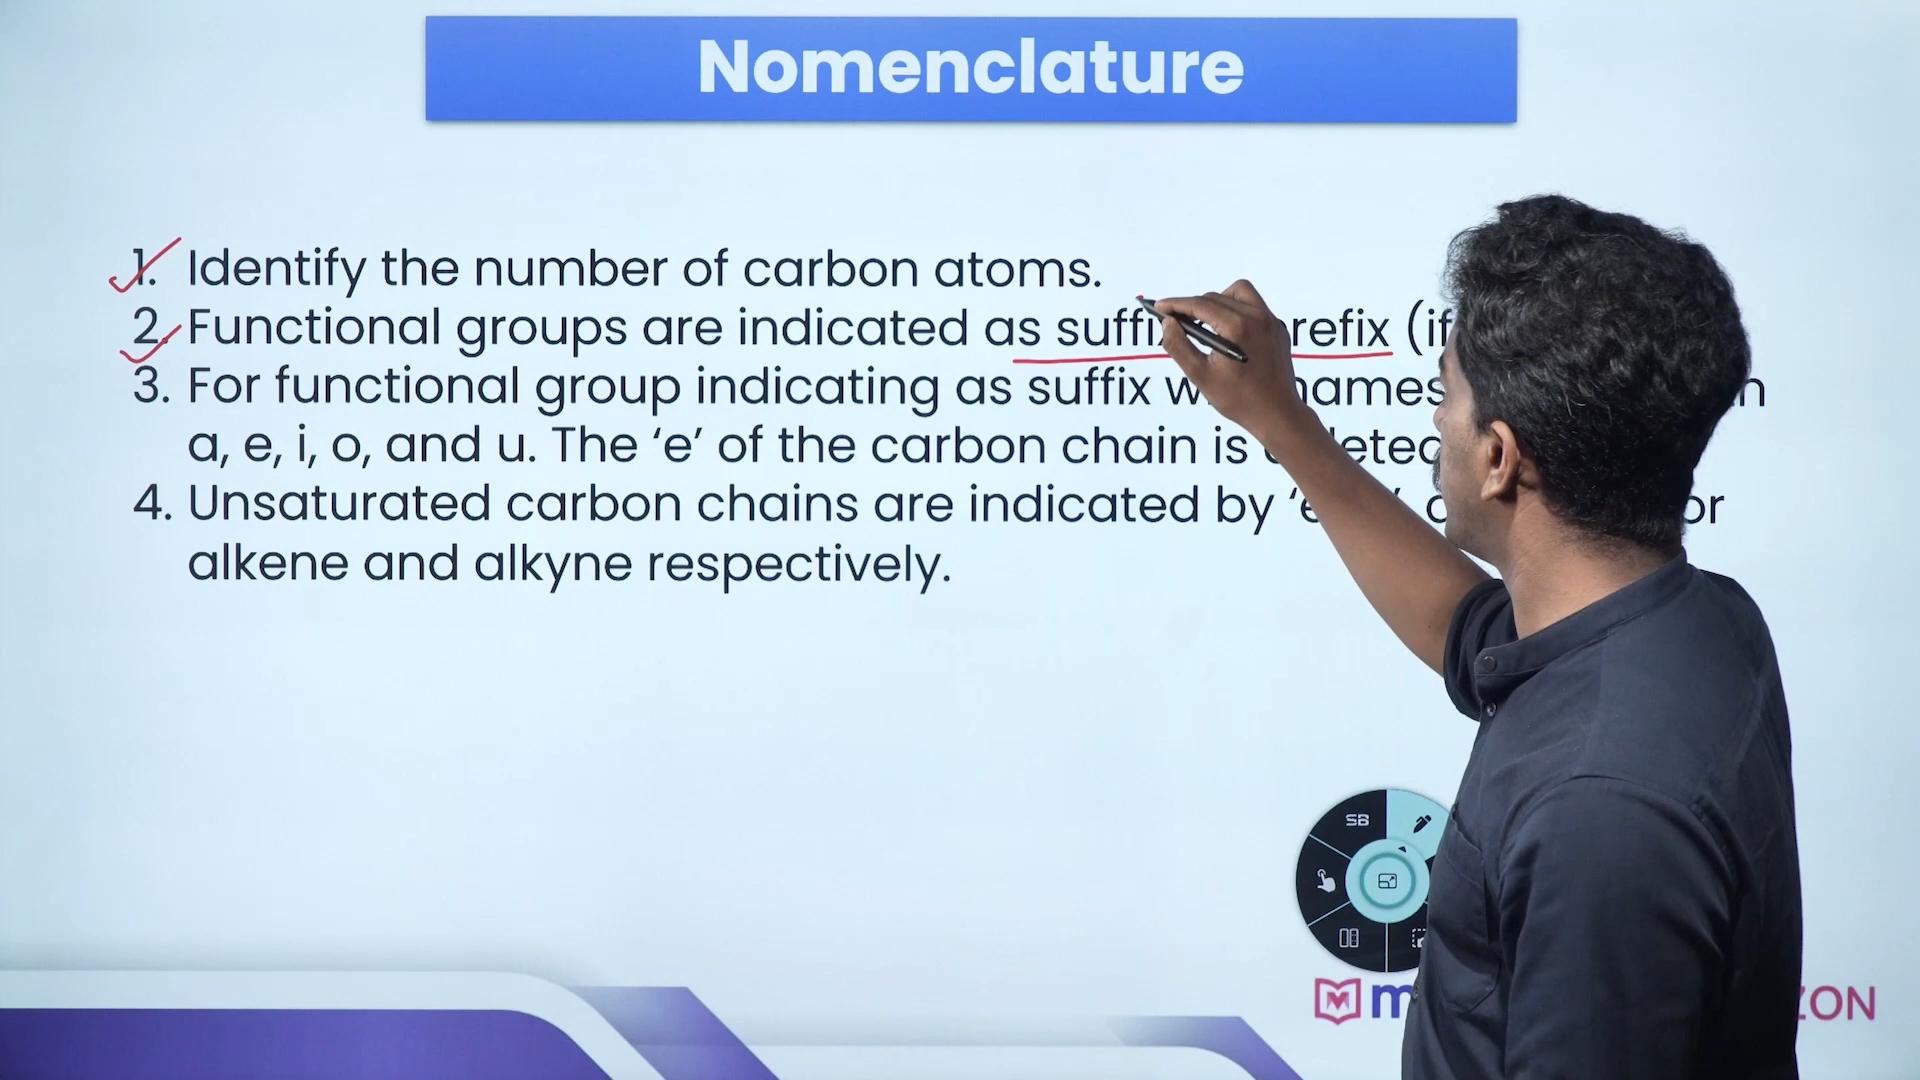 Nomenclature
1. Identify the number of carbon atoms.
2. Functional groups are indicated as suffix prefix (if
3. For functional group indicating as suffix names
a, e, i, o, and u. The ‘e’ of the carbon chain is
4. Unsaturated carbon chains are indicated by or
alkene and alkyne respectively.
SB